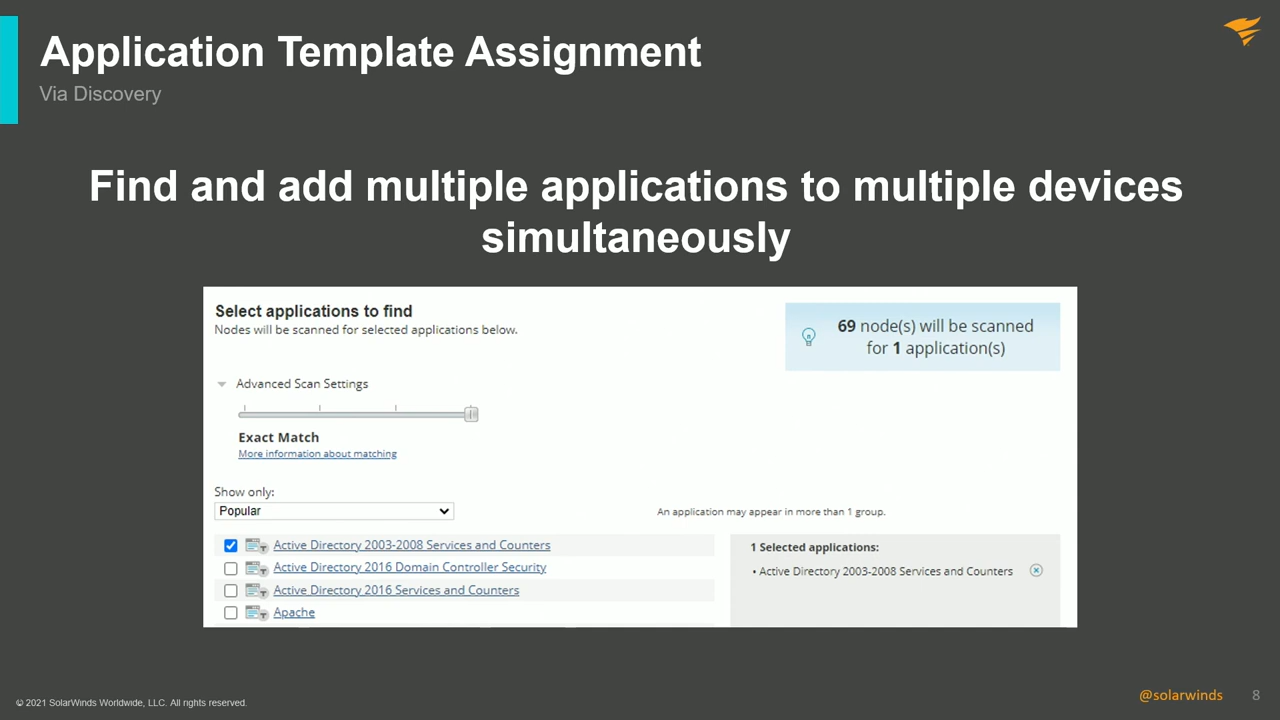 Application Template Assignment
Via Discovery
Find and add multiple applications to multiple devices
simultaneously
Select applications to find
Nodes will be scanned for selected applications below.
69 node(s) will be scanned
for 1 application(s)
Advanced Scan Settings
Exact Match
More information about matching
Show only:
Popular
An application may appear in more than 1 group.
Active Directory 2003-2008 Services and Counters
Active Directory 2016 Domain Controller Security
Active Directory 2016 Services and Counters
Apache
1 Selected applications:
• Active Directory 2003-2008 Services and Counters
© 2021 SolarWinds Worldwide, LLC. All rights reserved.
@solarwinds
8